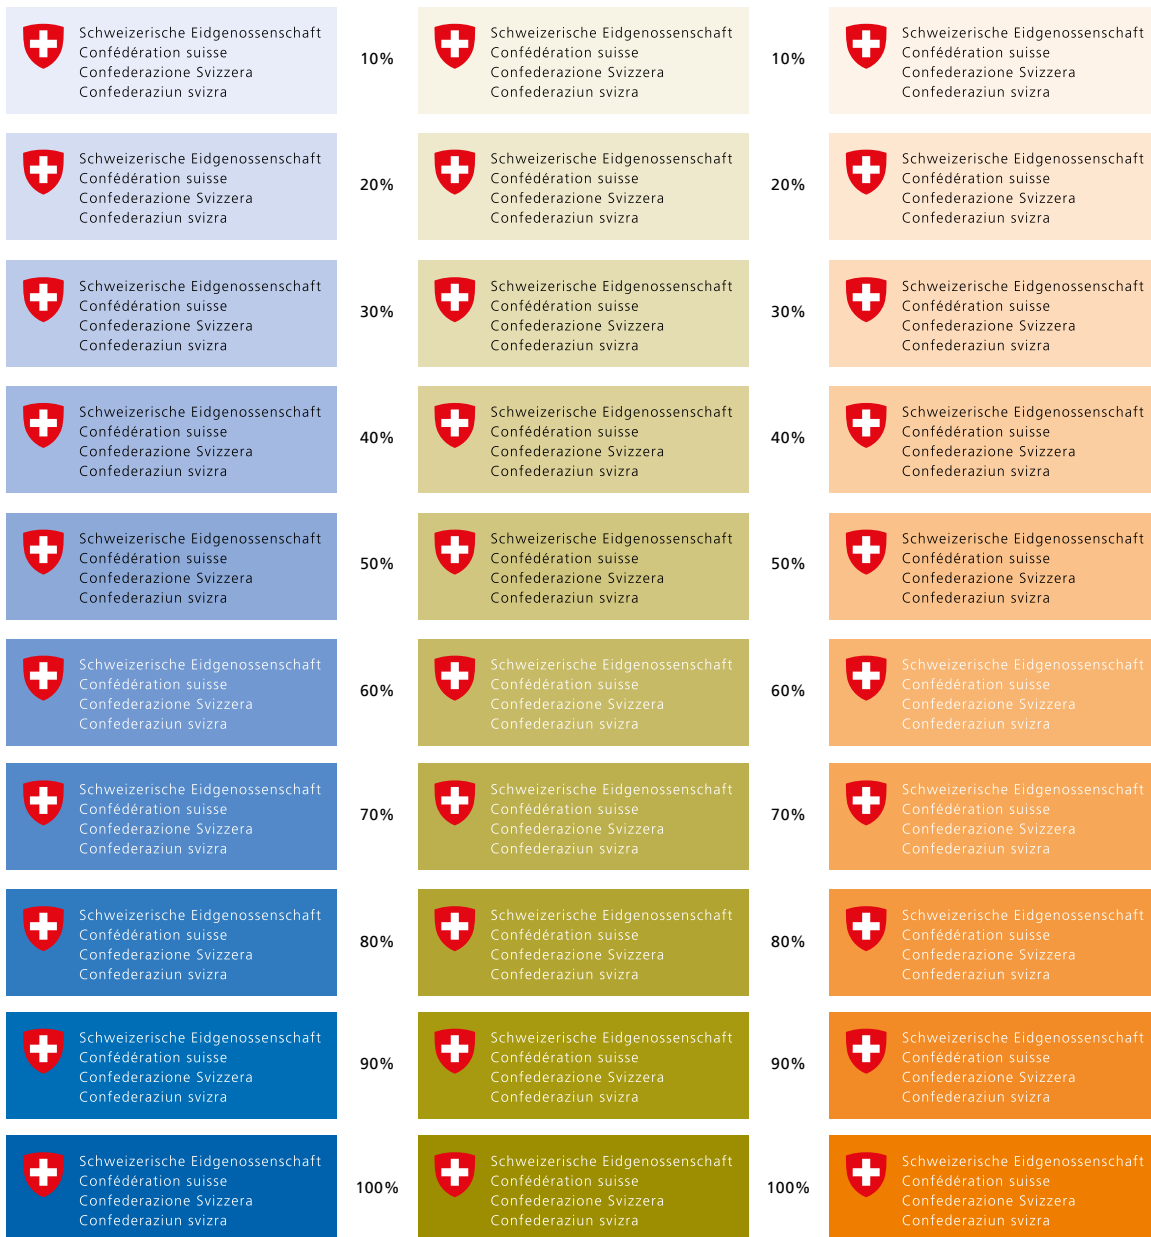 Schweizerische Eidgenossenschaft
Confédération suisse
Confederazione Svizzera
Confederaziun svizra
10%
Schweizerische Eidgenossenschaft
Confédération suisse
Confederazione Svizzera
Confederaziun svizra
10%
Schweizerische Eidgenossenschaft
Confédération suisse
Confederazione Svizzera
Confederaziun svizra
Schweizerische Eidgenossenschaft
Confédération suisse
Confederazione Svizzera
Confederaziun svizra
20%
Schweizerische Eidgenossenschaft
Confédération suisse
Confederazione Svizzera
Confederaziun svizra
20%
Schweizerische Eidgenossenschaft
Confédération suisse
Confederazione Svizzera
Confederaziun svizra
Schweizerische Eidgenossenschaft
Confédération suisse
Confederazione Svizzera
Confederaziun svizra
30%
Schweizerische Eidgenossenschaft
Confédération suisse
Confederazione Svizzera
Confederaziun svizra
30%
Schweizerische Eidgenossenschaft
Confédération suisse
Confederazione Svizzera
Confederaziun svizra
Schweizerische Eidgenossenschaft
Confédération suisse
Confederazione Svizzera
Confederaziun svizra
40%
Schweizerische Eidgenossenschaft
Confédération suisse
Confederazione Svizzera
Confederaziun svizra
40%
Schweizerische Eidgenossenschaft
Confédération suisse
Confederazione Svizzera
Confederaziun svizra
Schweizerische Eidgenossenschaft
Confédération suisse
Confederazione Svizzera
Confederaziun svizra
50%
Schweizerische Eidgenossenschaft
Confédération suisse
Confederazione Svizzera
Confederaziun svizra
50%
Schweizerische Eidgenossenschaft
Confédération suisse
Confederazione Svizzera
Confederaziun svizra
Schweizerische Eidgenossenschaft
Confédération suisse
Confederazione Svizzera
Confederaziun svizra
60%
Schweizerische Eidgenossenschaft
Confédération suisse
Confederazione Svizzera
Confederaziun svizra
60%
Schweizerische Eidgenossenschaft
Confédération suisse
Confederazione Svizzera
Confederaziun svizra
Schweizerische Eidgenossenschaft
Confédération suisse
Confederazione Svizzera
Confederaziun svizra
70%
Schweizerische Eidgenossenschaft
Confédération suisse
Confederazione Svizzera
Confederaziun svizra
70%
Schweizerische Eidgenossenschaft
Confédération suisse
Confederazione Svizzera
Confederaziun svizra
Schweizerische Eidgenossenschaft
Confédération suisse
Confederazione Svizzera
Confederaziun svizra
80%
Schweizerische Eidgenossenschaft
Confédération suisse
Confederazione Svizzera
Confederaziun svizra
80%
Schweizerische Eidgenossenschaft
Confédération suisse
Confederazione Svizzera
Confederaziun svizra
Schweizerische Eidgenossenschaft
Confédération suisse
Confederazione Svizzera
Confederaziun svizra
90%
Schweizerische Eidgenossenschaft
Confédération suisse
Confederazione Svizzera
Confederaziun svizra
90%
Schweizerische Eidgenossenschaft
Confédération suisse
Confederazione Svizzera
Confederaziun svizra
Schweizerische Eidgenossenschaft
Confédération suisse
Confederazione Svizzera
Confederaziun svizra
100%
Schweizerische Eidgenossenschaft
Confédération suisse
Confederazione Svizzera
Confederaziun svizra
100%
Schweizerische Eidgenossenschaft
Confédération suisse
Confederazione Svizzera
Confederaziun svizra